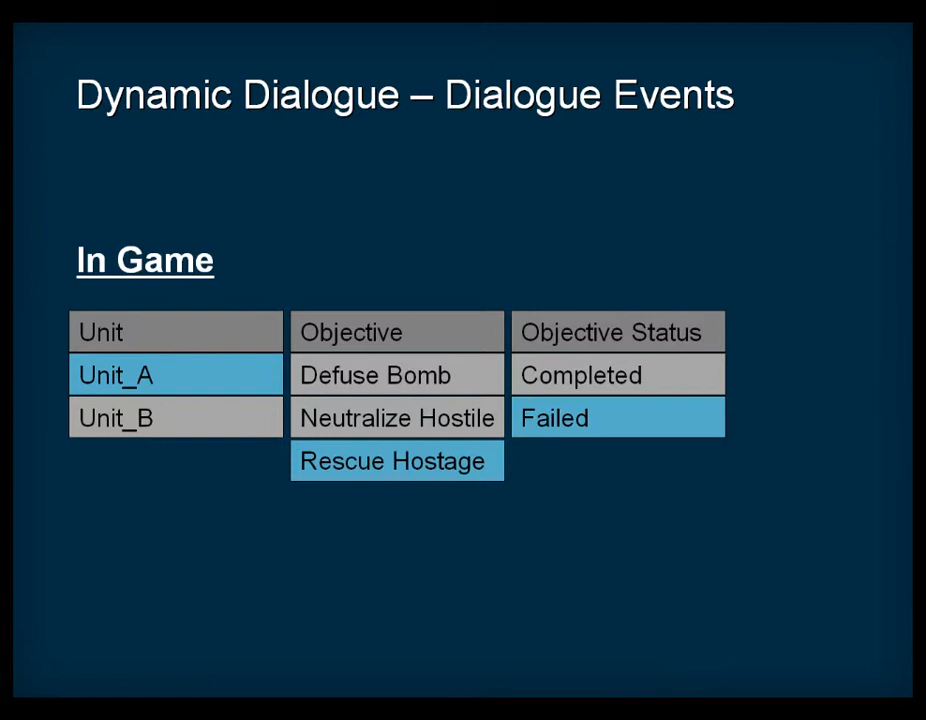 Dynamic Dialogue – Dialogue Events
In Game
Unit Objective Objective Status
Unit_A Defuse Bomb Completed
Unit_B Neutralize Hostile Failed
Rescue Hostage